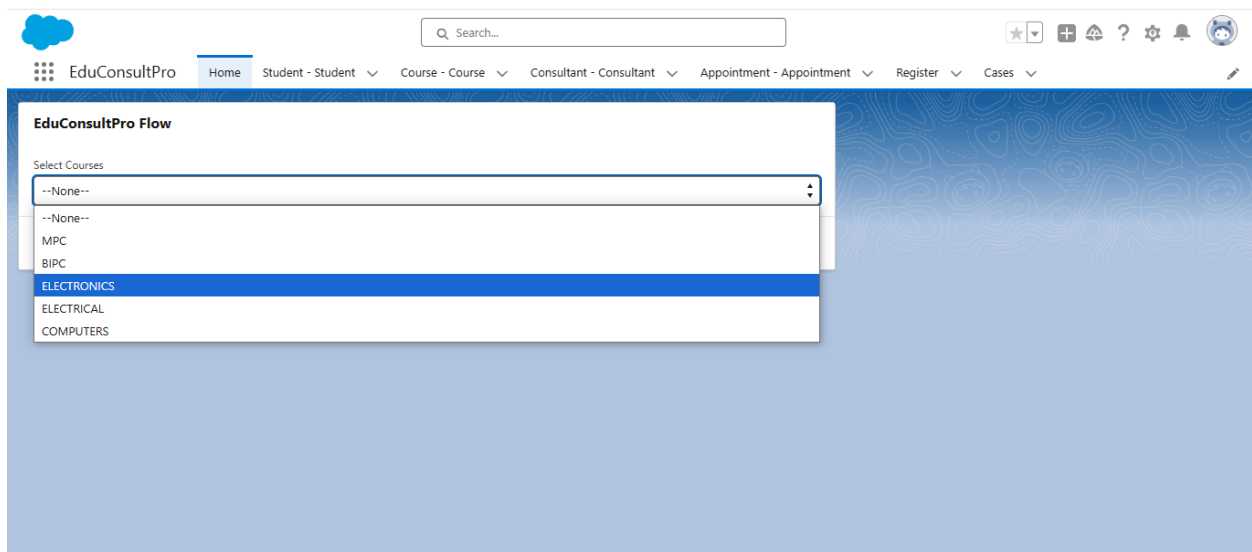 Search...
EduConsultPro Home Student - Student Course - Course Consultant - Consultant Appointment - Appointment Register Cases
EduConsultPro Flow
Select Courses
--None--
--None--
MPC
BIPC
ELECTRONICS
ELECTRICAL
COMPUTERS